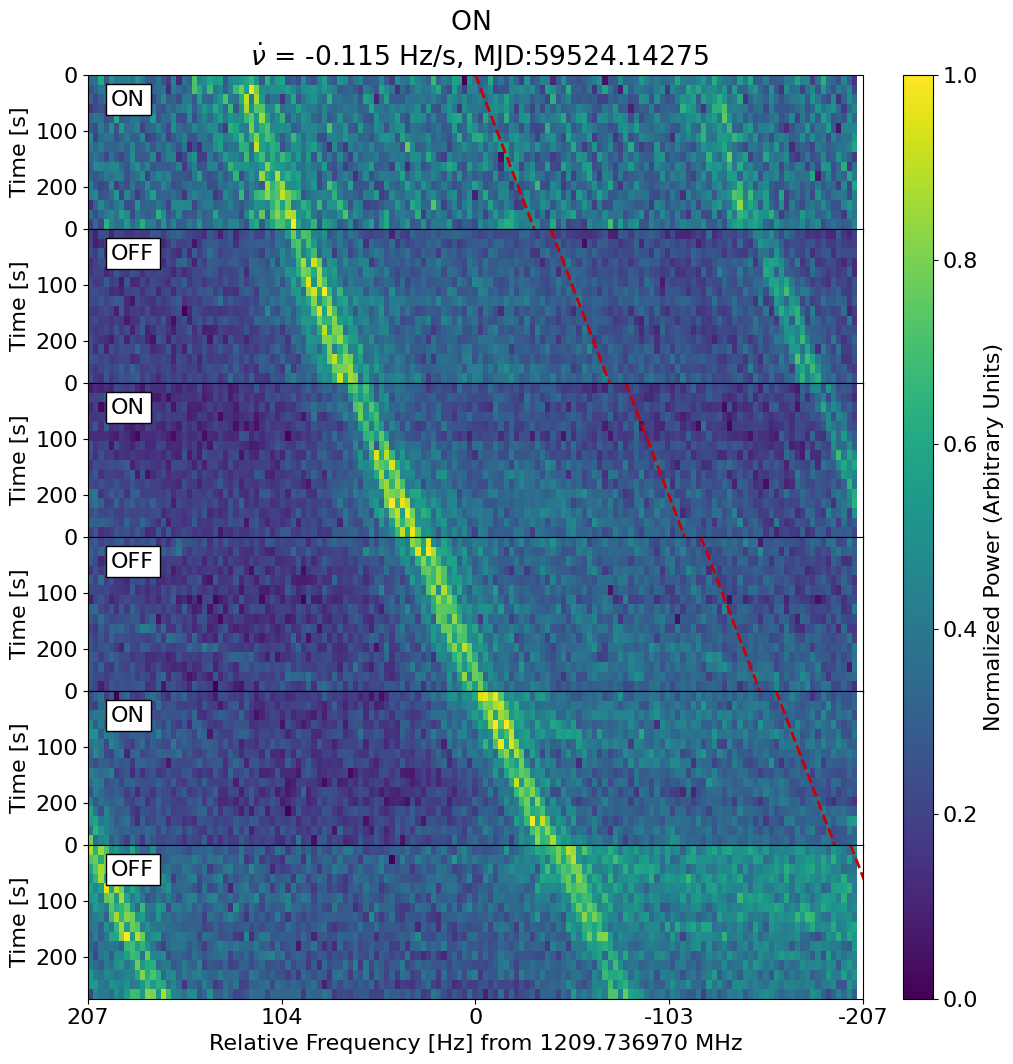 ON
ν̇ = -0.115 Hz/s, MJD:59524.14275
ON
OFF
ON
OFF
ON
OFF
Time [s]
0
100
200
Time [s]
0
100
200
Time [s]
0
100
200
Time [s]
0
100
200
Time [s]
0
100
200
Time [s]
0
100
200
207
104
0
-103
-207
Relative Frequency [Hz] from 1209.736970 MHz
1.0
0.8
0.6
0.4
0.2
0.0
Normalized Power (Arbitrary Units)